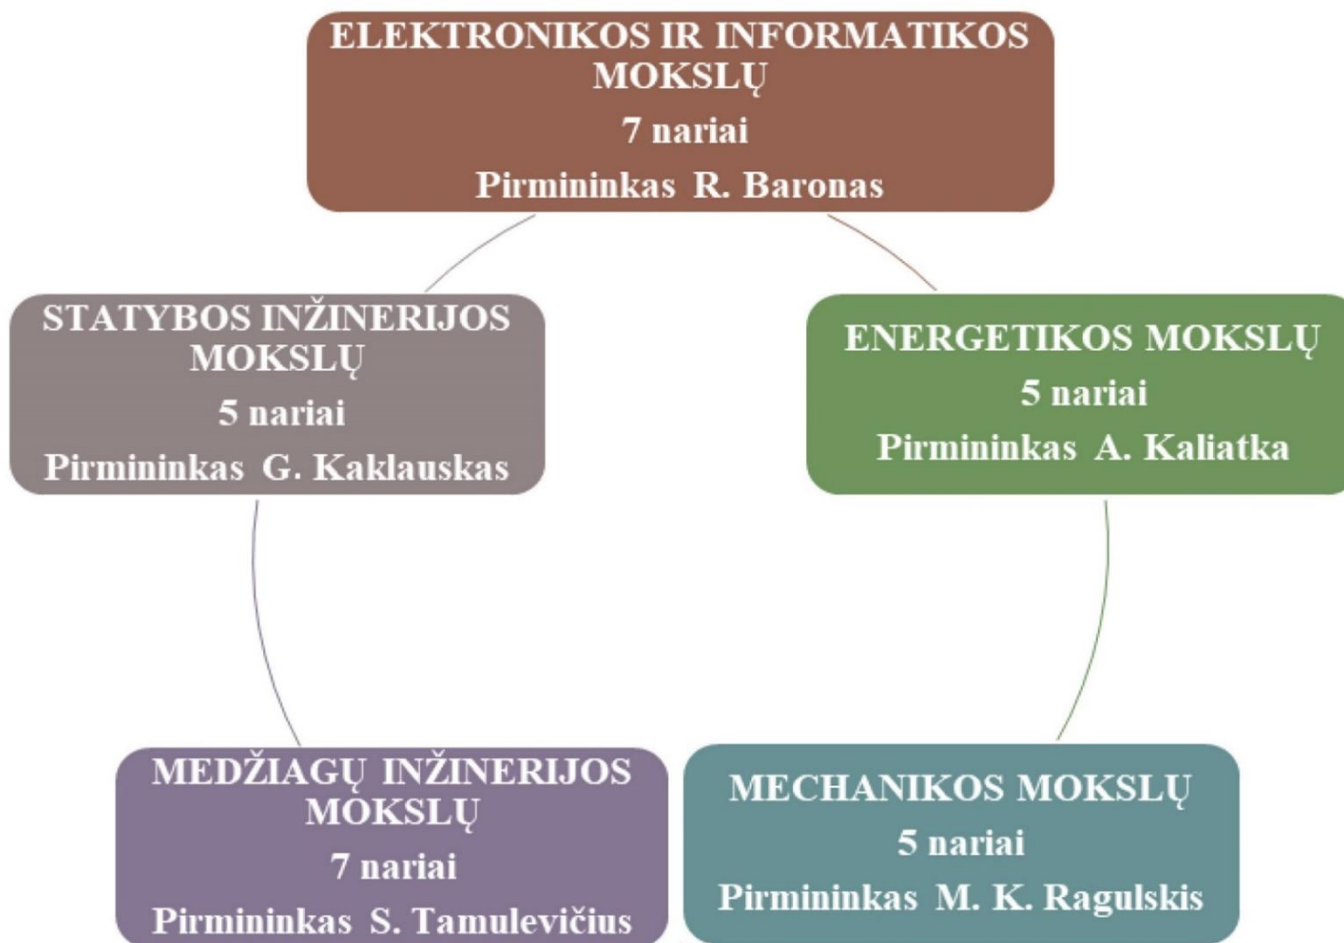 ELEKTRONIKOS IR INFORMATIKOS
MOKSLŲ
7 nariai
Pirmininkas R. Baronas
STATYBOS INŽINERIJOS
MOKSLŲ
5 nariai
Pirmininkas G. Kaklauskas
ENERGETIKOS MOKSLŲ
5 nariai
Pirmininkas A. Kaliatka
MEDŽIAGŲ INŽINERIJOS
MOKSLŲ
7 nariai
Pirmininkas S. Tamulevičius
MECHANIKOS MOKSLŲ
5 nariai
Pirmininkas M. K. Ragulskis